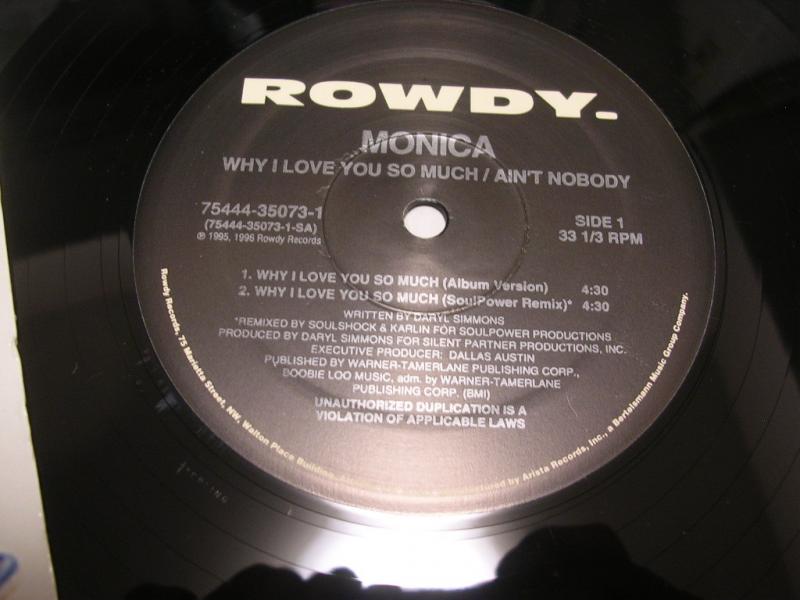 ROWDY.
MONICA
WHY I LOVE YOU SO MUCH / AIN'T NOBODY
75444-35073-1
(75444-35073-1-SA)
℗ 1995, 1996 Rowdy Records
SIDE 1
33 1/3 RPM
1. WHY I LOVE YOU SO MUCH (Album Version) 4:30
2. WHY I LOVE YOU SO MUCH (SoulPower Remix)* 4:30
WRITTEN BY DARYL SIMMONS
*REMIXED BY SOULSHOCK & KARLIN FOR SOULPOWER PRODUCTIONS
PRODUCED BY DARYL SIMMONS FOR SILENT PARTNER PRODUCTIONS, INC.
EXECUTIVE PRODUCER: DALLAS AUSTIN
PUBLISHED BY WARNER-TAMERLANE PUBLISHING CORP.,
BOOBIE LOO MUSIC, adm. by WARNER-TAMERLANE
PUBLISHING CORP. (BMI)
UNAUTHORIZED DUPLICATION IS A
VIOLATION OF APPLICABLE LAWS
Rowdy Records, 75 Marietta Street, NW, Walton Place Building, by Arista Records, Inc., a Bertelsmann Music Group Company.